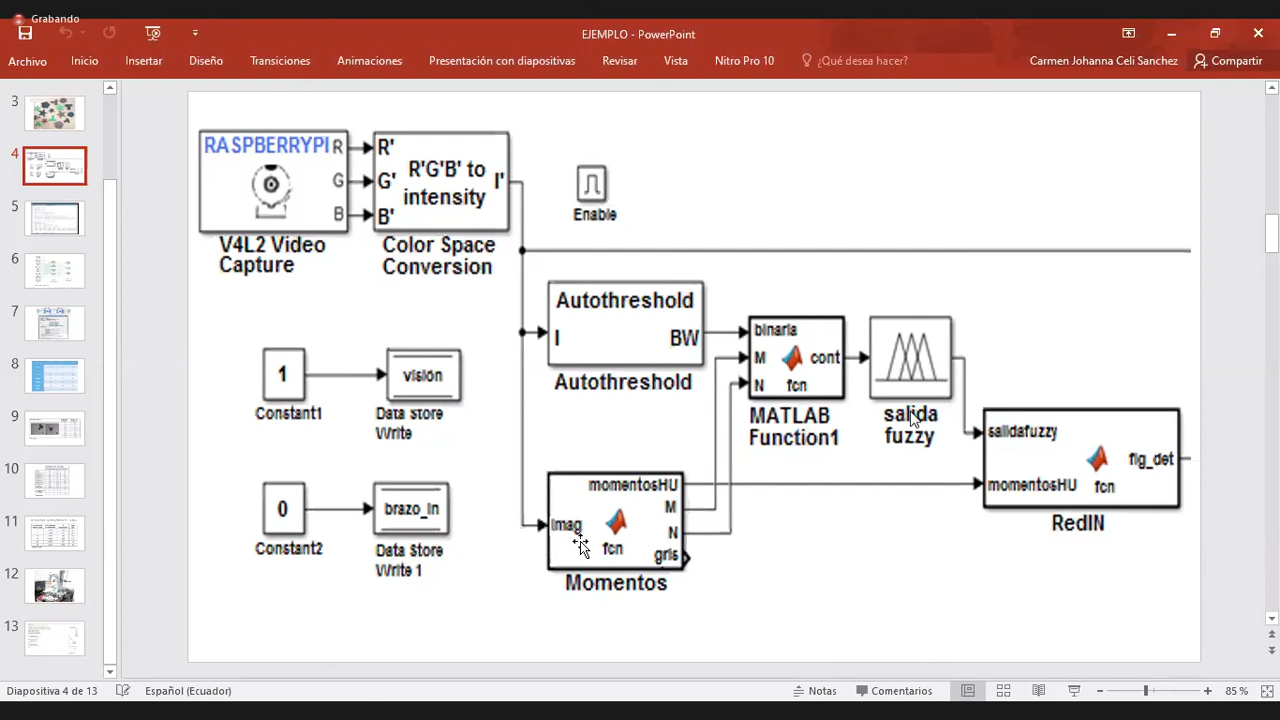 Grabando
EJEMPLO - PowerPoint
Archivo Inicio Insertar Diseño Transiciones Animaciones Presentación con diapositivas Revisar Vista Nitro Pro 10 ¿Qué desea hacer? Carmen Johanna Celi Sanchez Compartir
3
4
5
6
7
8
9
10
11
12
13
RASPBERRYPI
R
G
B
V4L2 Video
Capture
R'
G'
B'
R'G'B' to
intensity
I'
Color Space
Conversion
Enable
Autothreshold
I BW
Autothreshold
1
Constant1
visión
Data Store
Write
binaria
M cont
N fcn
MATLAB
Function1
salida
fuzzy
0
Constant2
brazo_in
Data Store
Write 1
momentosHU
M
imag N
fcn gris
Momentos
salidafuzzy
fig_det
momentosHU fcn
RedIN
Diapositiva 4 de 13 Español (Ecuador) Notas Comentarios 85 %